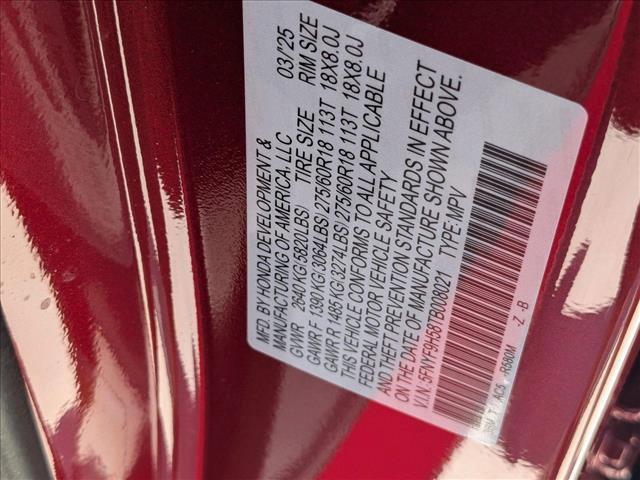 MFD. BY HONDA DEVELOPMENT &
MANUFACTURING OF AMERICA, LLC 03/25
GVWR 2640 KG(5820LBS) TIRE SIZE RIM SIZE
GAWR F 1390 KG(3064LBS) 275/60R18 113T 18X8.0J
GAWR R 1485 KG(3274LBS) 275/60R18 113T 18X8.0J
THIS VEHICLE CONFORMS TO ALL APPLICABLE
FEDERAL MOTOR VEHICLE SAFETY
AND THEFT PREVENTION STANDARDS IN EFFECT
ON THE DATE OF MANUFACTURE SHOWN ABOVE.
V.I.N. 5FNYF9H58TB008021 TYPE: MPV
AC5 R580M -Z -B